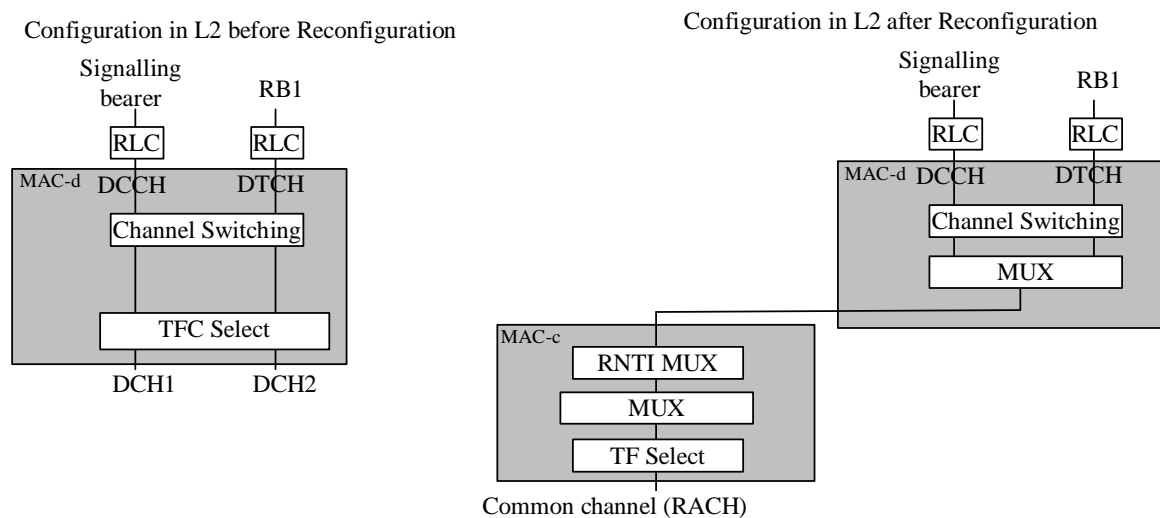 Configuration in L2 before Reconfiguration
Signalling
bearer
RB1
RLC
RLC
MAC-d
DCCH
DTCH
Channel Switching
TFC Select
DCH1
DCH2
Configuration in L2 after Reconfiguration
Signalling
bearer
RB1
RLC
RLC
MAC-d
DCCH
DTCH
Channel Switching
MUX
MAC-c
RNTI MUX
MUX
TF Select
Common channel (RACH)